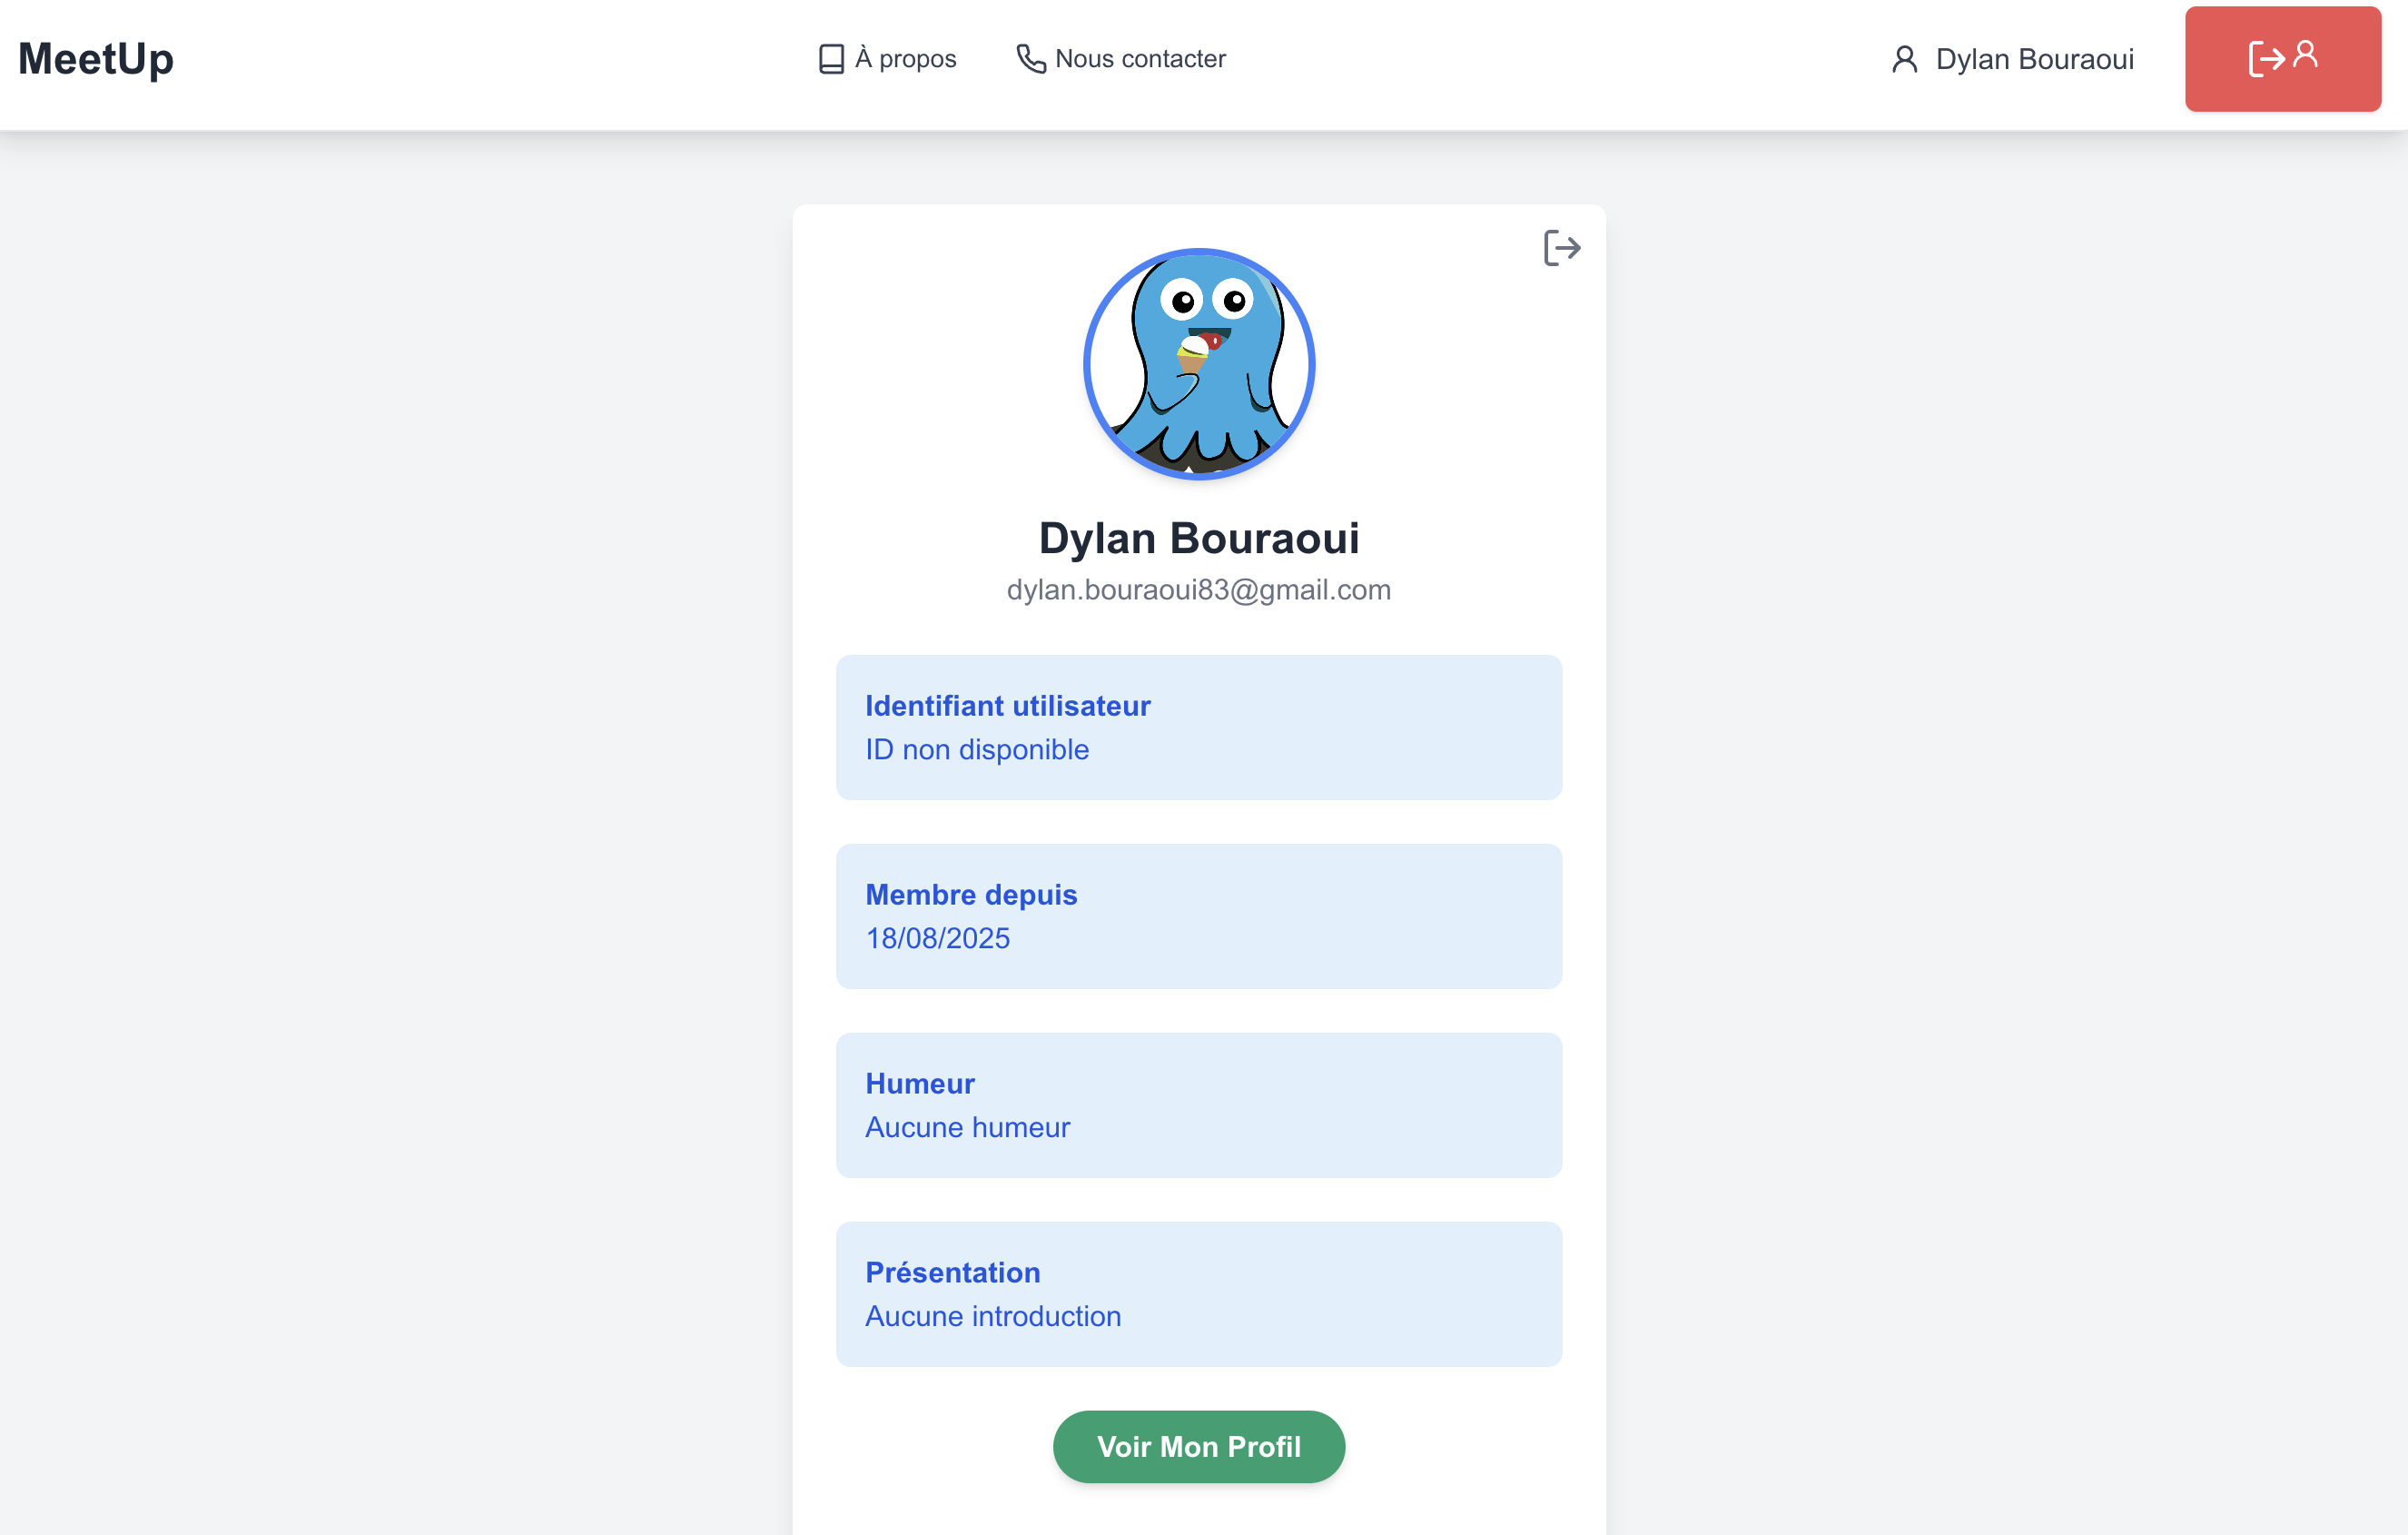 MeetUp
À propos
Nous contacter
Dylan Bouraoui
Dylan Bouraoui
dylan.bouraoui83@gmail.com
Identifiant utilisateur
ID non disponible
Membre depuis
18/08/2025
Humeur
Aucune humeur
Présentation
Aucune introduction
Voir Mon Profil